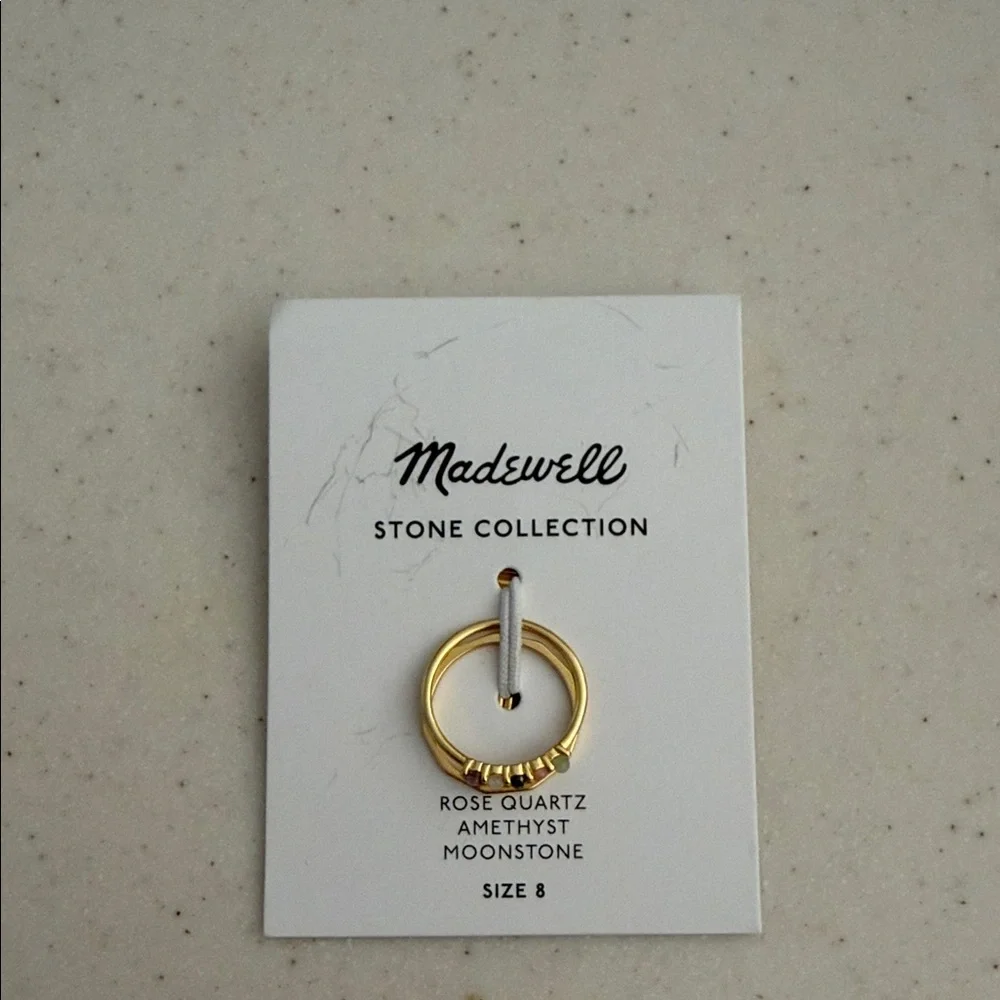 Madewell
STONE COLLECTION
ROSE QUARTZ
AMETHYST
MOONSTONE
SIZE 8